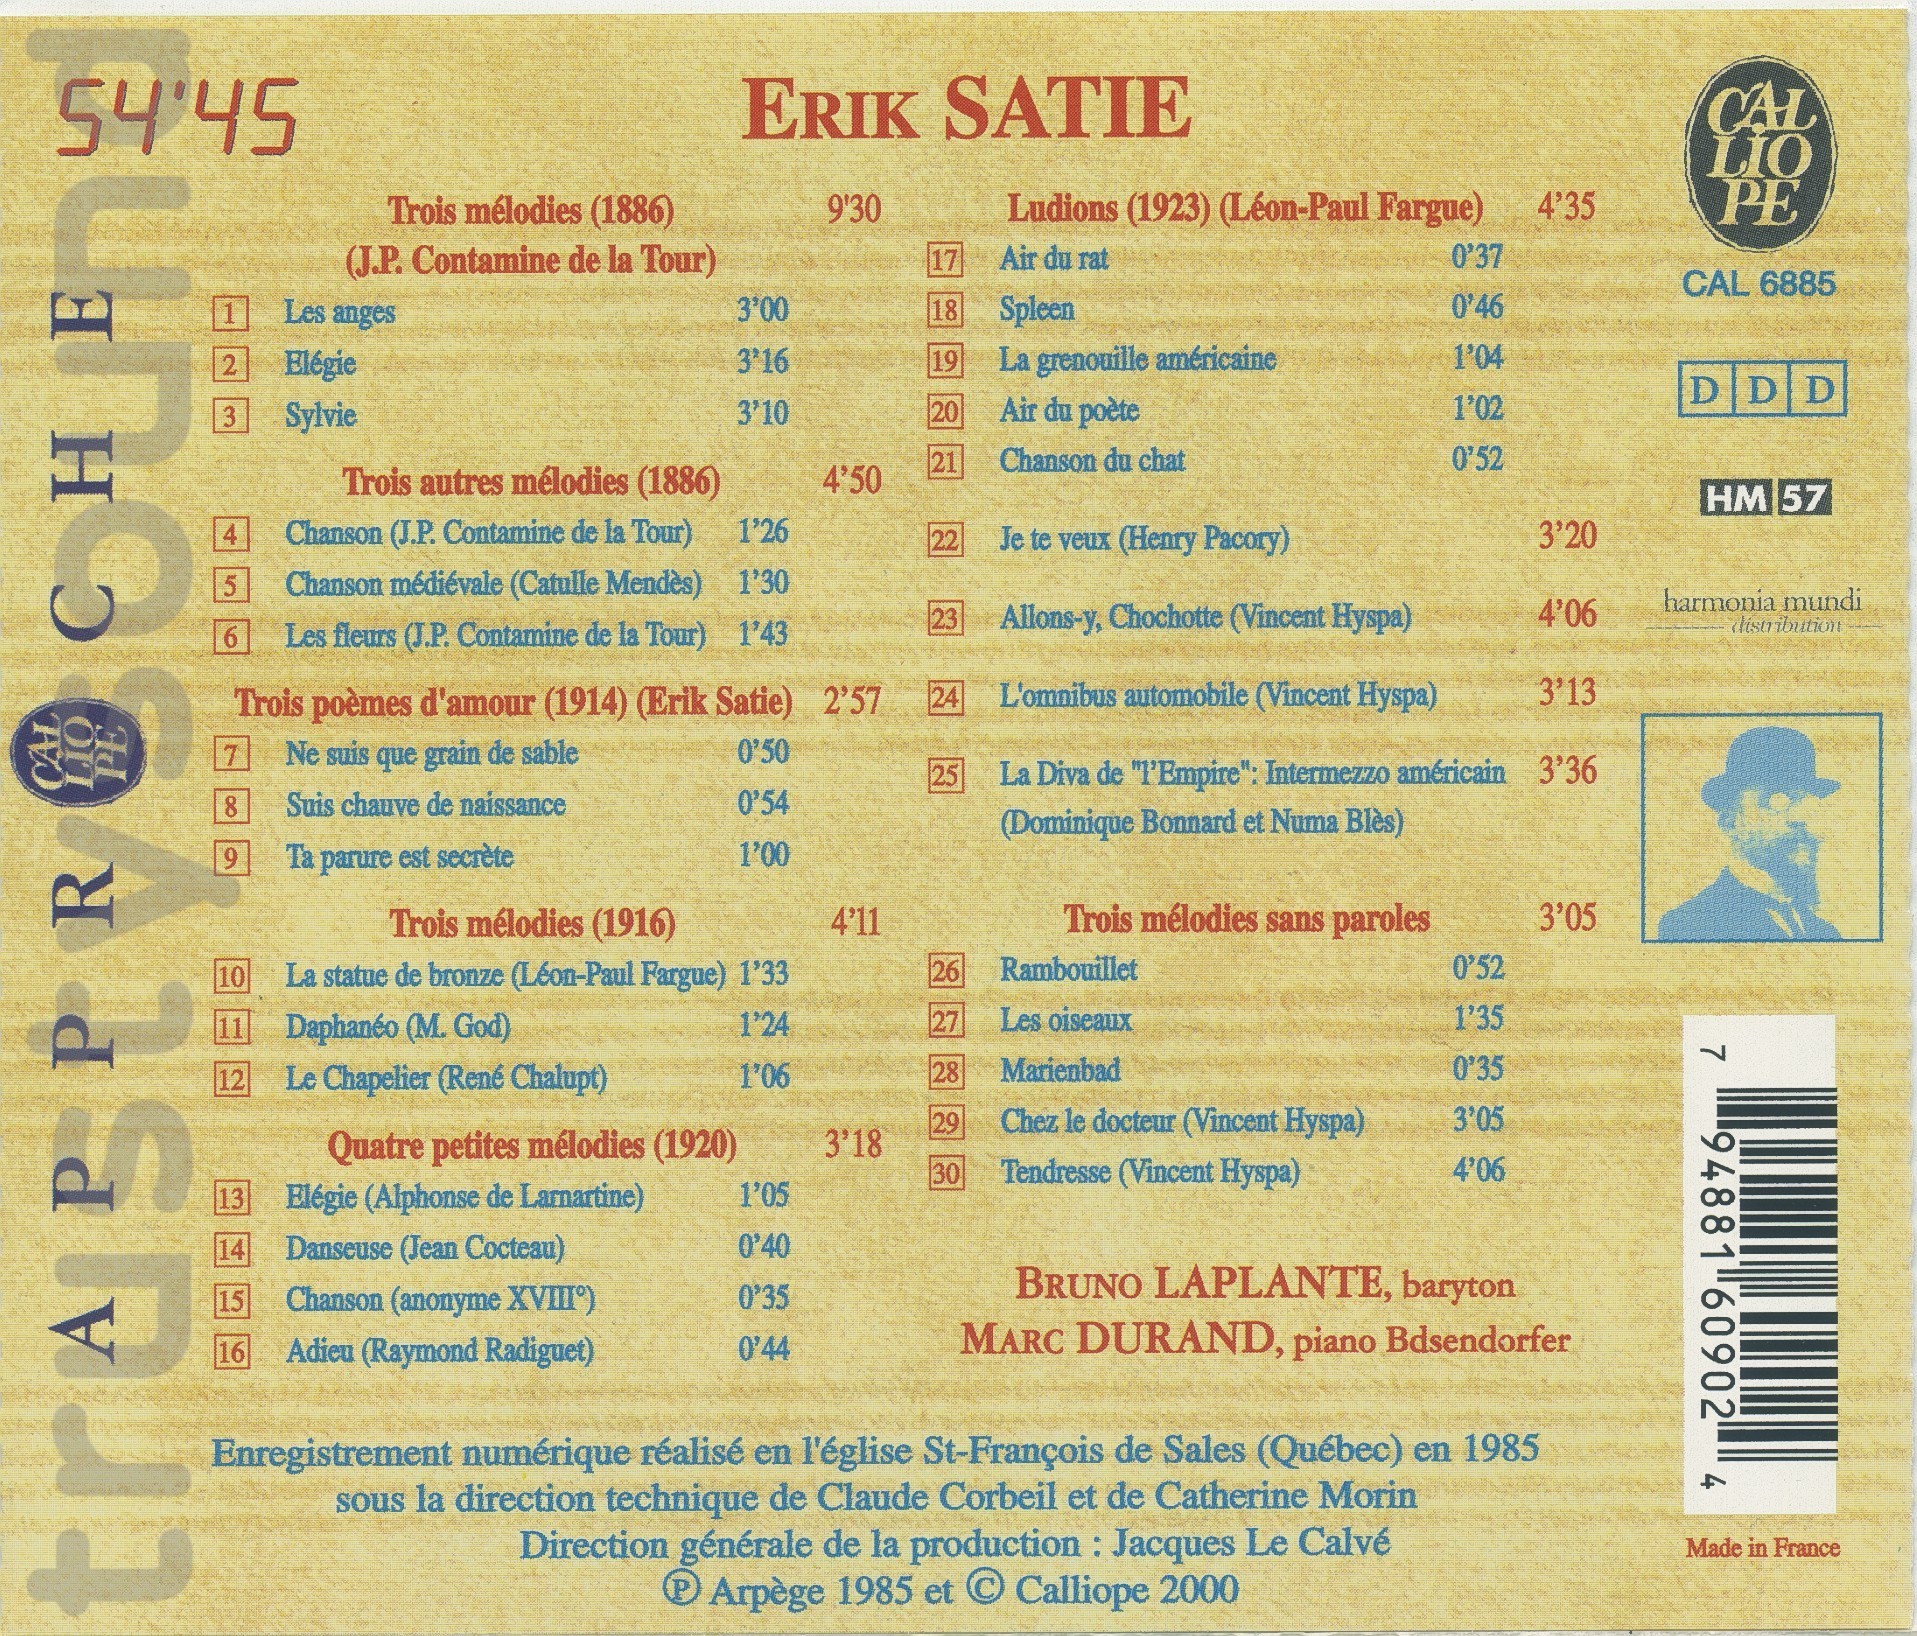 54'45
ERIK SATIE
Trois mélodies (1886) 9'30
(J.P. Contamine de la Tour)
1 Les anges 3'00
2 Elégie 3'16
3 Sylvie 3'10
Trois autres mélodies (1886) 4'50
4 Chanson (J.P. Contamine de la Tour) 1'26
5 Chanson médiévale (Catulle Mendès) 1'30
6 Les fleurs (J.P. Contamine de la Tour) 1'43
Trois poèmes d'amour (1914) (Erik Satie) 2'57
7 Ne suis que grain de sable 0'50
8 Suis chauve de naissance 0'54
9 Ta parure est secrète 1'00
Trois mélodies (1916) 4'11
10 La statue de bronze (Léon-Paul Fargue) 1'33
11 Daphanéo (M. God) 1'24
12 Le Chapelier (René Chalupt) 1'06
Quatre petites mélodies (1920) 3'18
13 Elégie (Alphonse de Larnartine) 1'05
14 Danseuse (Jean Cocteau) 0'40
15 Chanson (anonyme XVIII°) 0'35
16 Adieu (Raymond Radiguet) 0'44
Ludions (1923) (Léon-Paul Fargue) 4'35
17 Air du rat 0'37
18 Spleen 0'46
19 La grenouille américaine 1'04
20 Air du poète 1'02
21 Chanson du chat 0'52
22 Je te veux (Henry Pacory) 3'20
23 Allons-y, Chochotte (Vincent Hyspa) 4'06
24 L'omnibus automobile (Vincent Hyspa) 3'13
25 La Diva de "l'Empire": Intermezzo américain 3'36
(Dominique Bonnard et Numa Blès)
Trois mélodies sans paroles 3'05
26 Rambouillet 0'52
27 Les oiseaux 1'35
28 Marienbad 0'35
29 Chez le docteur (Vincent Hyspa) 3'05
30 Tendresse (Vincent Hyspa) 4'06
BRUNO LAPLANTE, baryton
MARC DURAND, piano Bdsendorfer
Enregistrement numérique réalisé en l'église St-François de Sales (Québec) en 1985
sous la direction technique de Claude Corbeil et de Catherine Morin
Direction générale de la production : Jacques Le Calvé
℗ Arpège 1985 et © Calliope 2000
CAL
LIO
PE
CAL 6885
D D D
HM 57
harmonia mundi
distribution
7 94881 60902 4
Made in France
trustysound
APPROCHE
CAL
LIO
PE